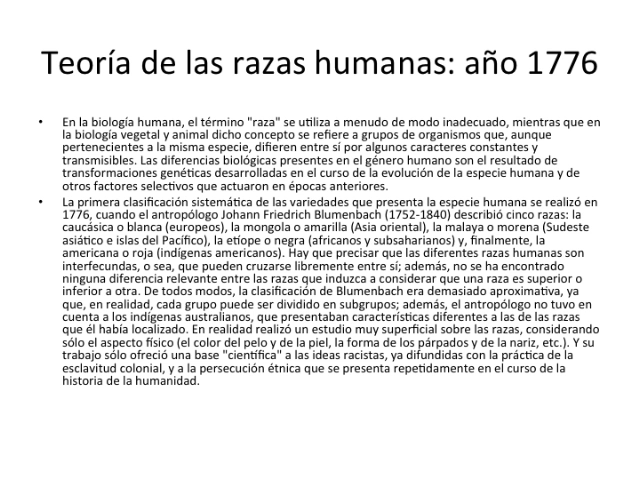 Teoría de las razas humanas: año 1776
• En la biología humana, el término "raza" se utiliza a menudo de modo inadecuado, mientras que en
la biología vegetal y animal dicho concepto se refiere a grupos de organismos que, aunque
pertenecientes a la misma especie, difieren entre sí por algunos caracteres constantes y
transmisibles. Las diferencias biológicas presentes en el género humano son el resultado de
transformaciones genéticas desarrolladas en el curso de la evolución de la especie humana y de
otros factores selectivos que actuaron en épocas anteriores.
• La primera clasificación sistemática de las variedades que presenta la especie humana se realizó en
1776, cuando el antropólogo Johann Friedrich Blumenbach (1752-1840) describió cinco razas: la
caucásica o blanca (europeos), la mongola o amarilla (Asia oriental), la malaya o morena (Sudeste
asiático e islas del Pacífico), la etíope o negra (africanos y subsaharianos) y, finalmente, la
americana o roja (indígenas americanos). Hay que precisar que las diferentes razas humanas son
interfecundas, o sea, que pueden cruzarse libremente entre sí; además, no se ha encontrado
ninguna diferencia relevante entre las razas que induzca a considerar que una raza es superior o
inferior a otra. De todos modos, la clasificación de Blumenbach era demasiado aproximativa, ya
que, en realidad, cada grupo puede ser dividido en subgrupos; además, el antropólogo no tuvo en
cuenta a los indígenas australianos, que presentaban características diferentes a las de las razas
que él había localizado. En realidad realizó un estudio muy superficial sobre las razas, considerando
sólo el aspecto físico (el color del pelo y de la piel, la forma de los párpados y de la nariz, etc.). Y su
trabajo sólo ofreció una base "científica" a las ideas racistas, ya difundidas con la práctica de la
esclavitud colonial, y a la persecución étnica que se presenta repetidamente en el curso de la
historia de la humanidad.